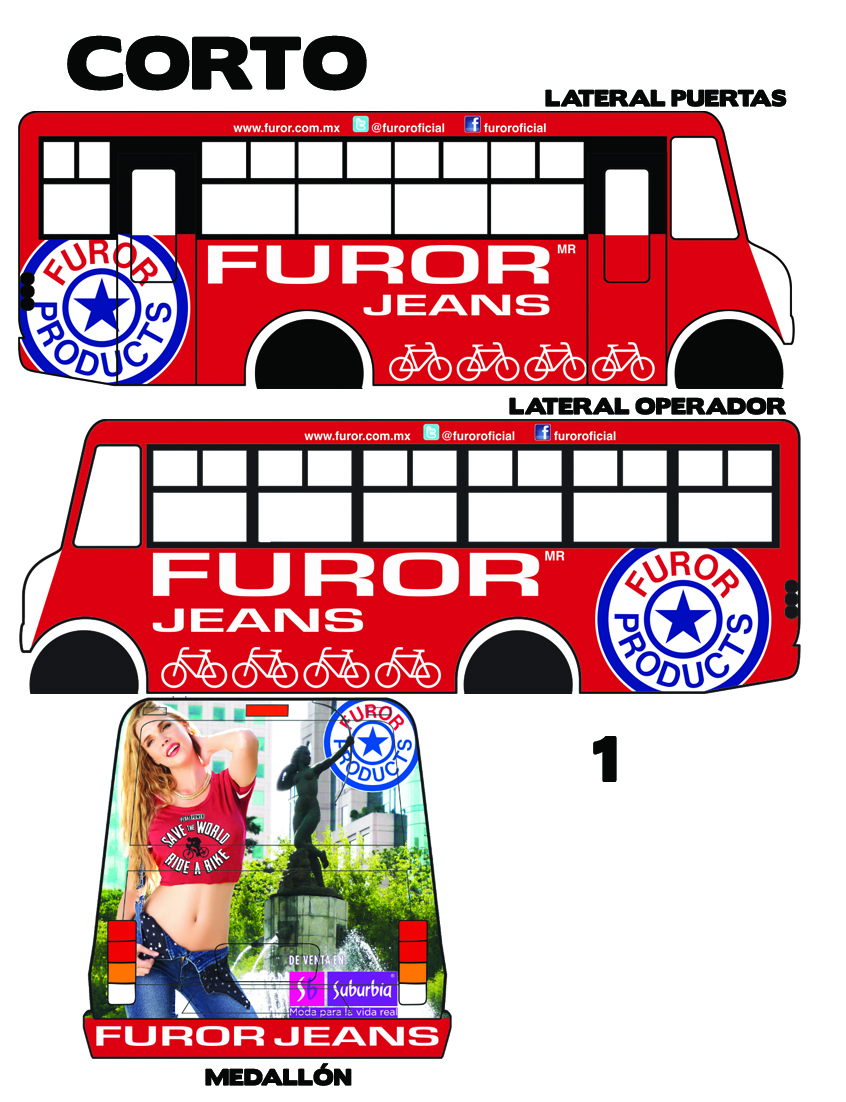 CORTO
LATERAL PUERTAS
www.furor.com.mx @furoroficial f furoroficial
FUROR MR
JEANS
FUROR
PRODUCTS
LATERAL OPERADOR
www.furor.com.mx @furoroficial f furoroficial
FUROR MR
JEANS
FUROR
PRODUCTS
FUROR
PRODUCTS
1
SAVE THE WORLD
RIDE A BIKE
DE VENTA EN:
Sb Suburbia
Moda para la vida real
FUROR JEANS
MEDALLÓN